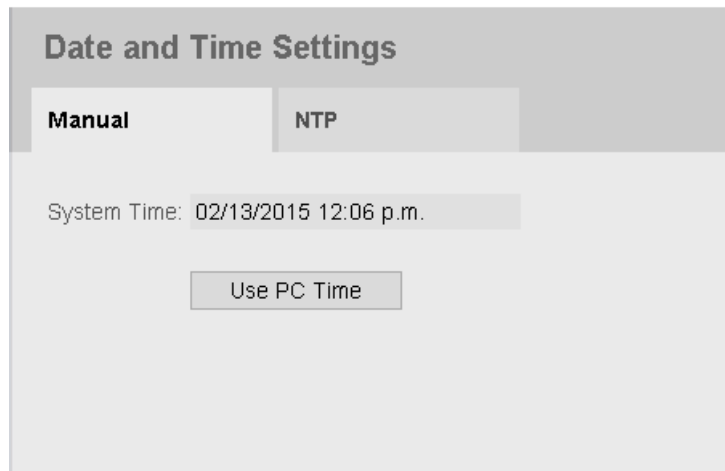 Date and Time Settings
Manual NTP
System Time: 02/13/2015 12:06 p.m.
Use PC Time